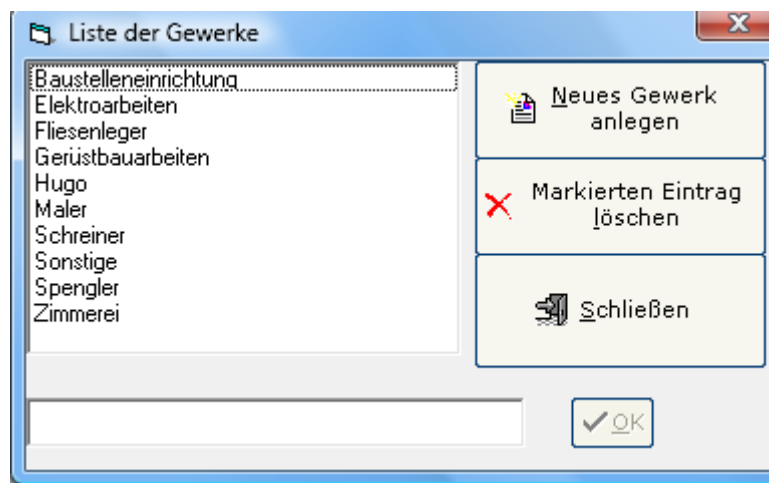 Liste der Gewerke
Baustelleneinrichtung
Elektroarbeiten
Fliesenleger
Gerüstbauarbeiten
Hugo
Maler
Schreiner
Sonstige
Spengler
Zimmerei
Neues Gewerk
anlegen
Markierten Eintrag
löschen
Schließen
OK